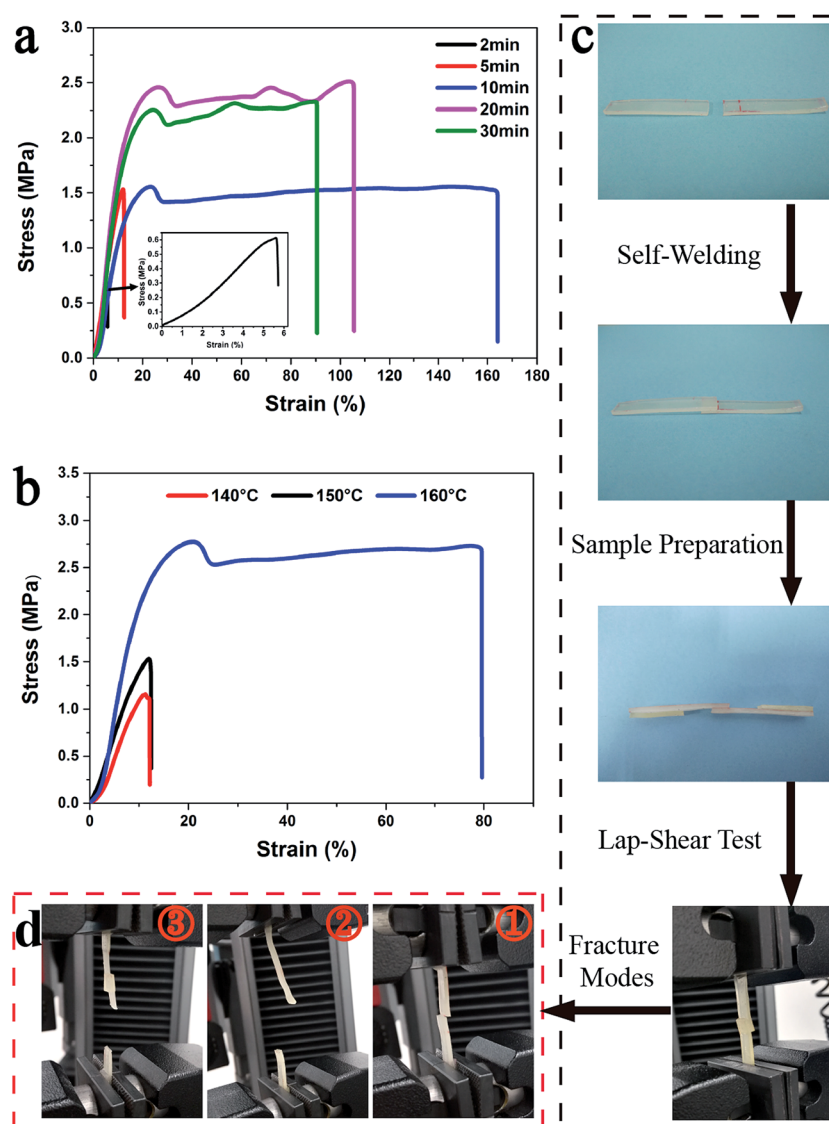 a
3.0
2.5
2.0
1.5
1.0
0.5
0.0
Stress (MPa)
2min
5min
10min
20min
30min
0.6
0.5
0.4
0.3
0.2
0.1
0.0
Stress (MPa)
0 1 2 3 4 5 6
Strain (%)
0 20 40 60 80 100 120 140 160 180
Strain (%)
b
3.5
3.0
2.5
2.0
1.5
1.0
0.5
0.0
Stress (MPa)
140°C 150°C 160°C
0 20 40 60 80
Strain (%)
c
Self-Welding
Sample Preparation
Lap-Shear Test
Fracture
Modes
d
③ ② ①